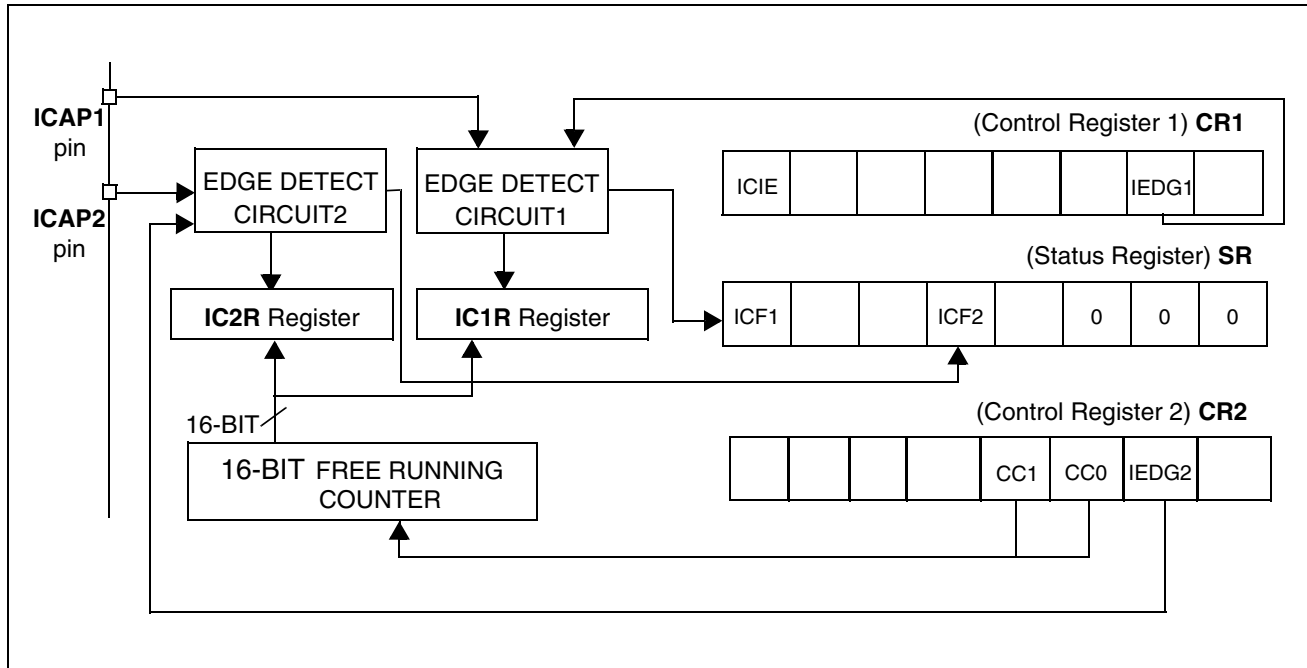 ICAP1
pin
ICAP2
pin
EDGE DETECT
CIRCUIT2
EDGE DETECT
CIRCUIT1
IC2R Register
IC1R Register
16-BIT
16-BIT FREE RUNNING
COUNTER
(Control Register 1) CR1
ICIE IEDG1
(Status Register) SR
ICF1 ICF2 0 0 0
(Control Register 2) CR2
CC1 CC0 IEDG2